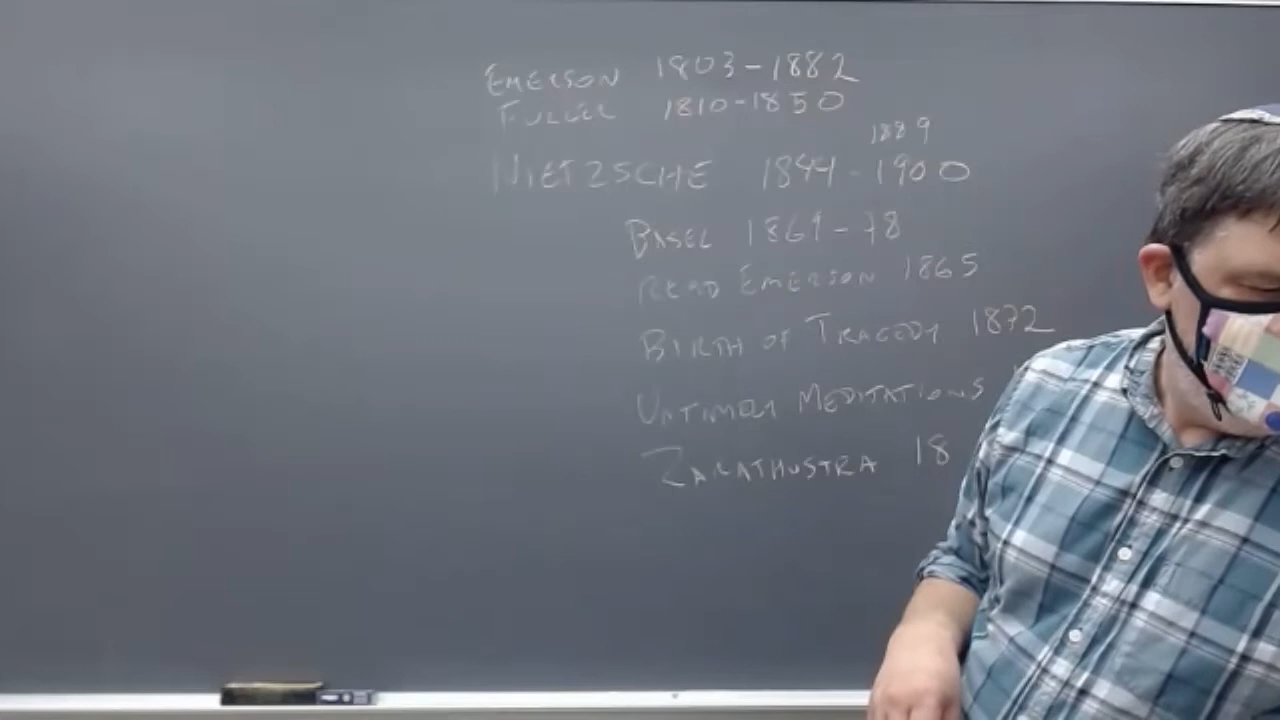 EMERSON 1803-1882
FULLER 1810-1850
1889
NIETZSCHE 1844-1900
BASEL 1869-78
READ EMERSON 1865
BIRTH OF TRAGEDY 1872
UNTIMELY MEDITATIONS
ZARATHUSTRA 18